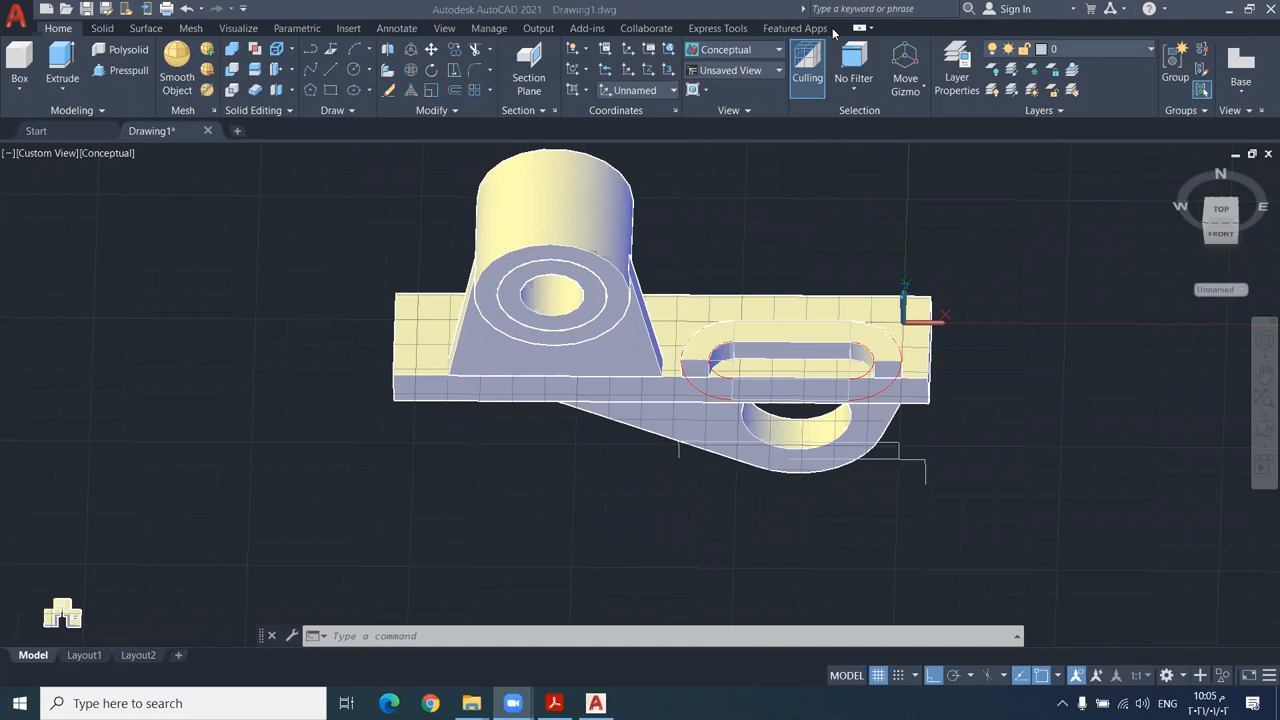 Autodesk AutoCAD 2021 Drawing1.dwg
Type a keyword or phrase
Sign In
Home Solid Surface Mesh Visualize Parametric Insert Annotate View Manage Output Add-ins Collaborate Express Tools Featured Apps
Polysolid
Presspull
Conceptual
Unsaved View
Unnamed
0
Box
Extrude
Smooth
Object
Section
Plane
Culling
No Filter
Move
Gizmo
Layer
Properties
Group
Base
Modeling
Mesh
Solid Editing
Draw
Modify
Section
Coordinates
View
Selection
Layers
Groups
View
Start
Drawing1*
[−][Custom View][Conceptual]
N
W
E
TOP
FRONT
Unnamed
X
Type a command
Model
Layout1
Layout2
MODEL
1:1
Type here to search
ENG